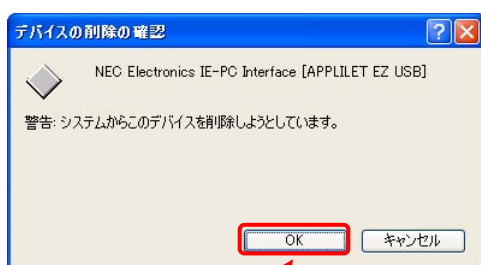 デバイスの削除の確認
NEC Electronics IE-PC Interface [APPLILET EZ USB]
警告: システムからこのデバイスを削除しようとしています。
OK
キャンセル